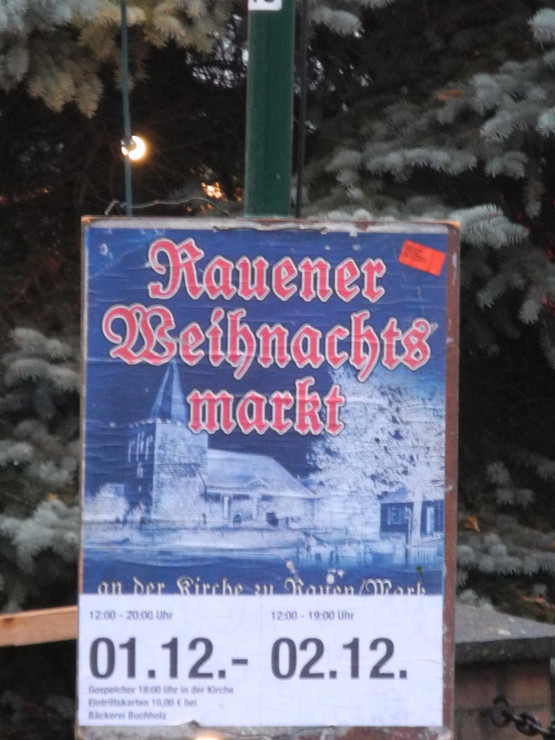 Rauener
Weihnachts
markt
an der Kirche zu Rauen/Mark
12:00 - 20:00 Uhr
12:00 - 19:00 Uhr
01.12.- 02.12.
Gospelchor 18:00 Uhr in der Kirche
Eintrittskarten 10,00 € bei
Bäckerei Buchholz